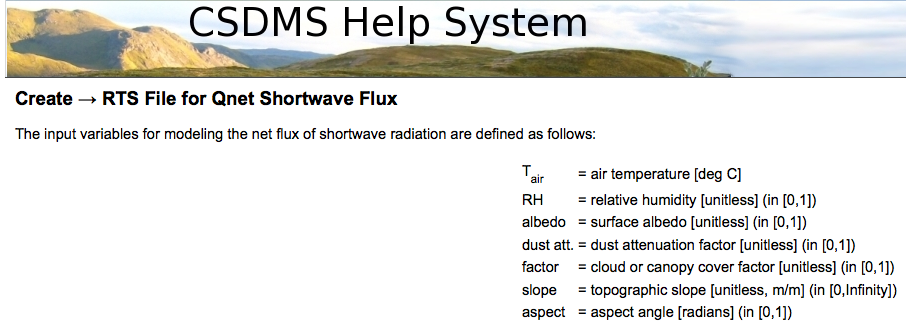 CSDMS Help System
Create → RTS File for Qnet Shortwave Flux
The input variables for modeling the net flux of shortwave radiation are defined as follows:
Tair = air temperature [deg C]
RH = relative humidity [unitless] (in [0,1])
albedo = surface albedo [unitless] (in [0,1])
dust att. = dust attenuation factor [unitless] (in [0,1])
factor = cloud or canopy cover factor [unitless] (in [0,1])
slope = topographic slope [unitless, m/m] (in [0,Infinity])
aspect = aspect angle [radians] (in [0,1])